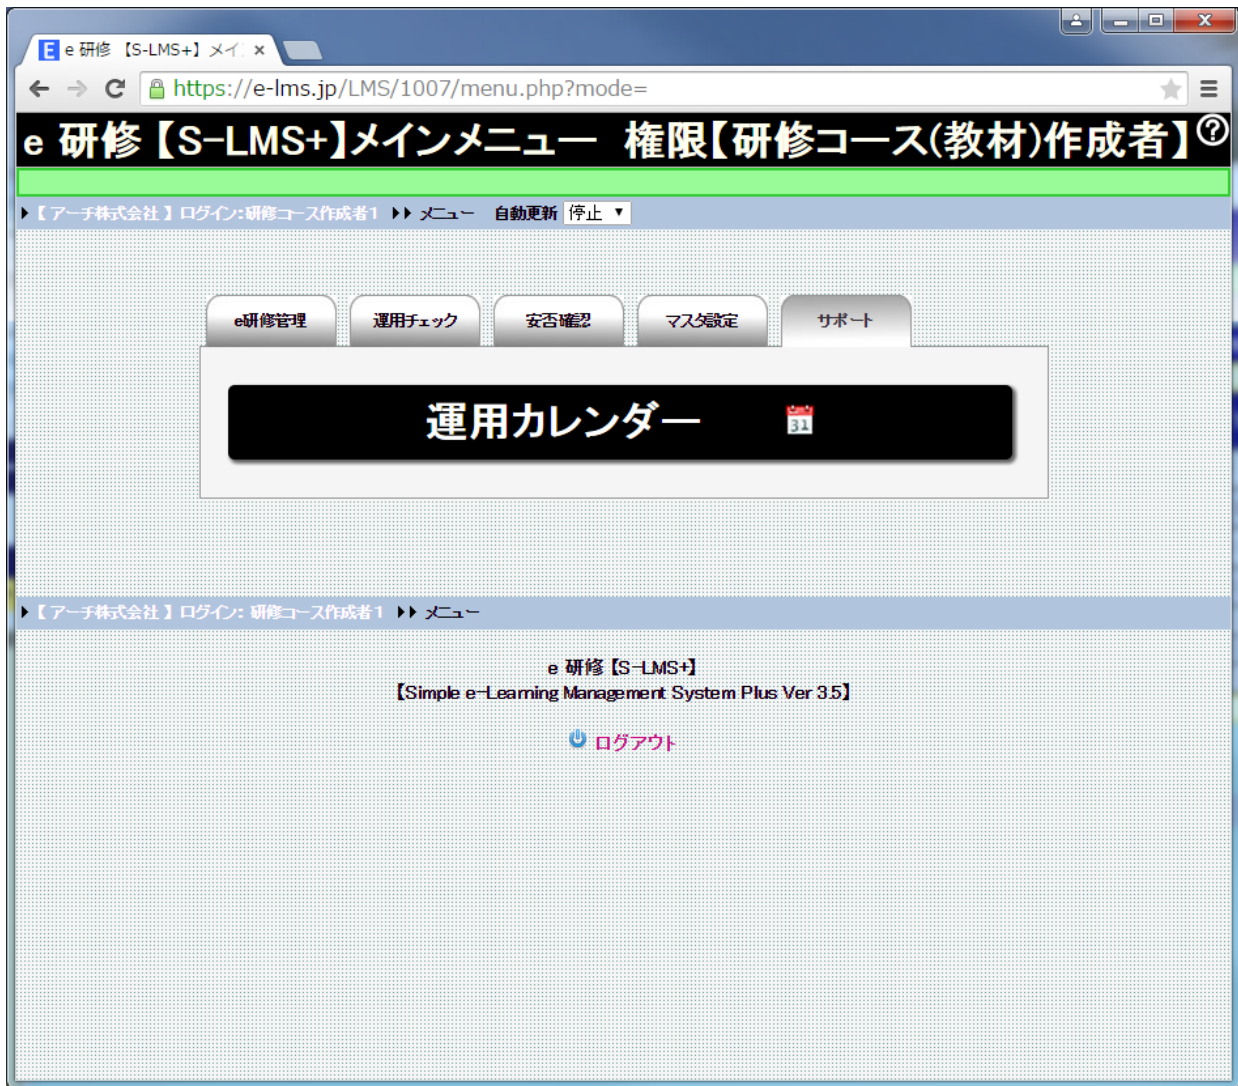 e 研修 【S-LMS+】 メイ
https://e-lms.jp/LMS/1007/menu.php?mode=
e 研修 【S-LMS+】メインメニュー 権限【研修コース(教材)作成者】
【 アーチ株式会社 】 ログイン:研修コース作成者1 メニュー 自動更新 停止
e研修管理 運用チェック 安否確認 マスタ設定 サポート
運用カレンダー 31
【 アーチ株式会社 】 ログイン: 研修コース作成者1 メニュー
e 研修 【S-LMS+】
【Simple e-Learning Management System Plus Ver 3.5】
ログアウト